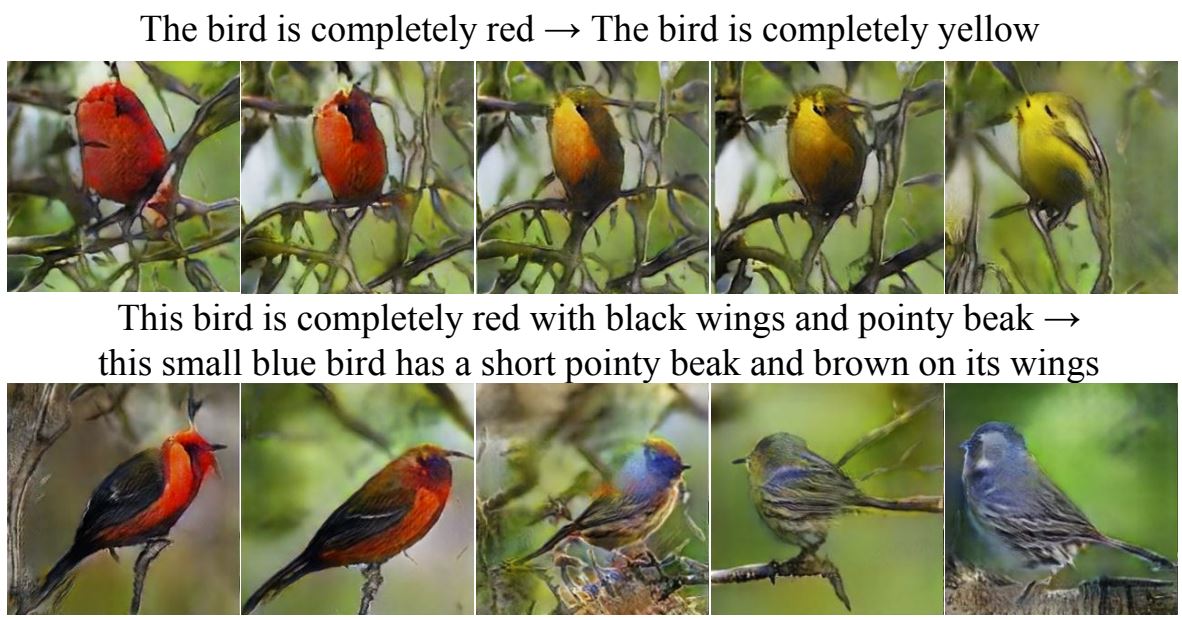 The bird is completely red → The bird is completely yellow
This bird is completely red with black wings and pointy beak →
this small blue bird has a short pointy beak and brown on its wings